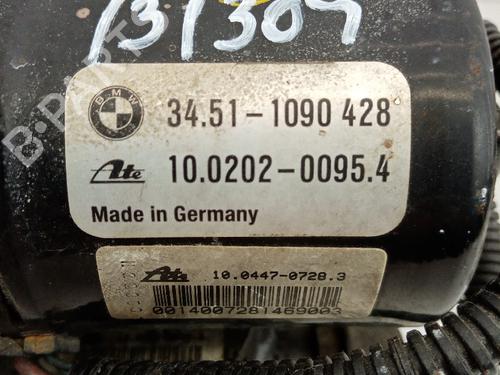 131309
BMW
34.51-1090 428
Ate
10.0202-0095.4
Made in Germany
Ate
10.0447-0728.3
0014007281469003
B-PARTS